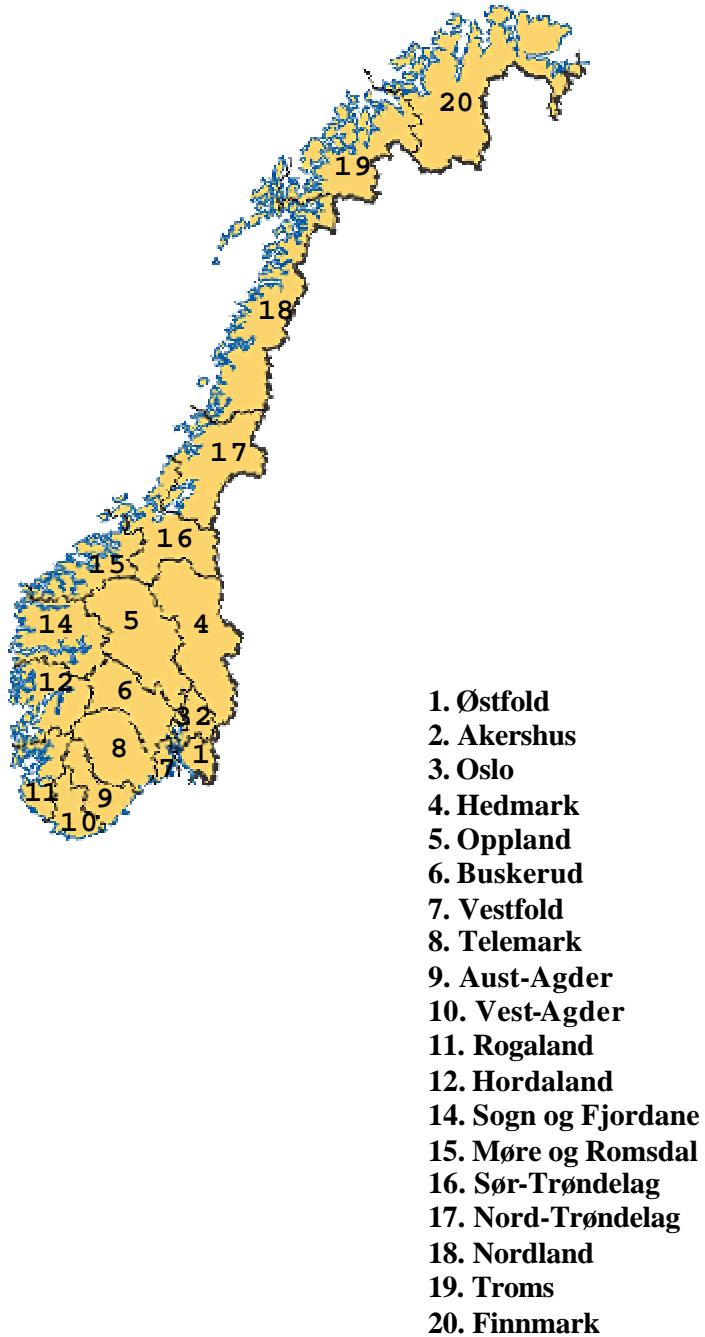 20
19
18
17
16
15
5
14
4
12
6
32
8
1
7
11
9
10
1. Østfold
2. Akershus
3. Oslo
4. Hedmark
5. Oppland
6. Buskerud
7. Vestfold
8. Telemark
9. Aust-Agder
10. Vest-Agder
11. Rogaland
12. Hordaland
14. Sogn og Fjordane
15. Møre og Romsdal
16. Sør-Trøndelag
17. Nord-Trøndelag
18. Nordland
19. Troms
20. Finnmark